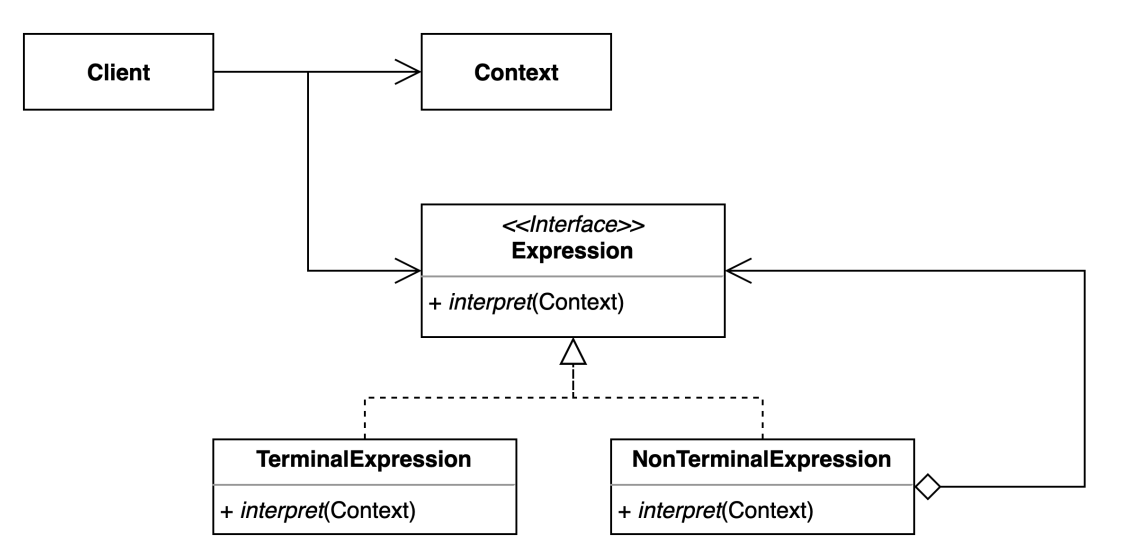 Client
Context
<<Interface>>
Expression
+ interpret(Context)
TerminalExpression
+ interpret(Context)
NonTerminalExpression
+ interpret(Context)